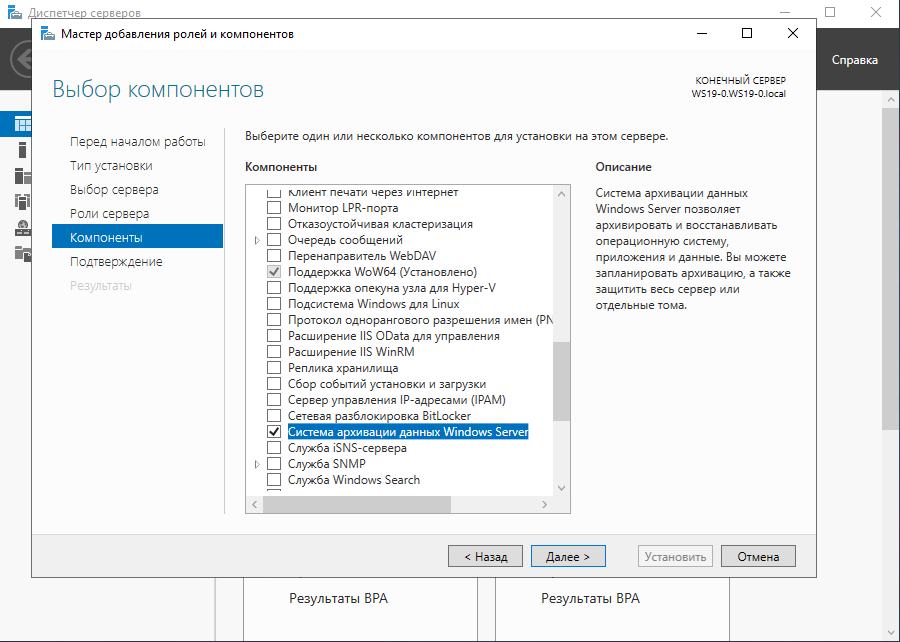 Диспетчер серверов
Мастер добавления ролей и компонентов
Справка
Выбор компонентов
КОНЕЧНЫЙ СЕРВЕР
WS19-0.WS19-0.local
Перед началом работы
Тип установки
Выбор сервера
Роли сервера
Компоненты
Подтверждение
Результаты
Выберите один или несколько компонентов для установки на этом сервере.
Компоненты
Клиент печати через Интернет
Монитор LPR-порта
Отказоустойчивая кластеризация
Очередь сообщений
Перенаправитель WebDAV
Поддержка WoW64 (Установлено)
Поддержка опекуна узла для Hyper-V
Подсистема Windows для Linux
Протокол однорангового разрешения имен (PN
Расширение IIS OData для управления
Расширение IIS WinRM
Реплика хранилища
Сбор событий установки и загрузки
Сервер управления IP-адресами (IPAM)
Сетевая разблокировка BitLocker
Система архивации данных Windows Server
Служба iSNS-сервера
Служба SNMP
Служба Windows Search
Описание
Система архивации данных
Windows Server позволяет
архивировать и восстанавливать
операционную систему,
приложения и данные. Вы можете
запланировать архивацию, а также
защитить весь сервер или
отдельные тома.
< Назад
Далее >
Установить
Отмена
Результаты BPA
Результаты BPA